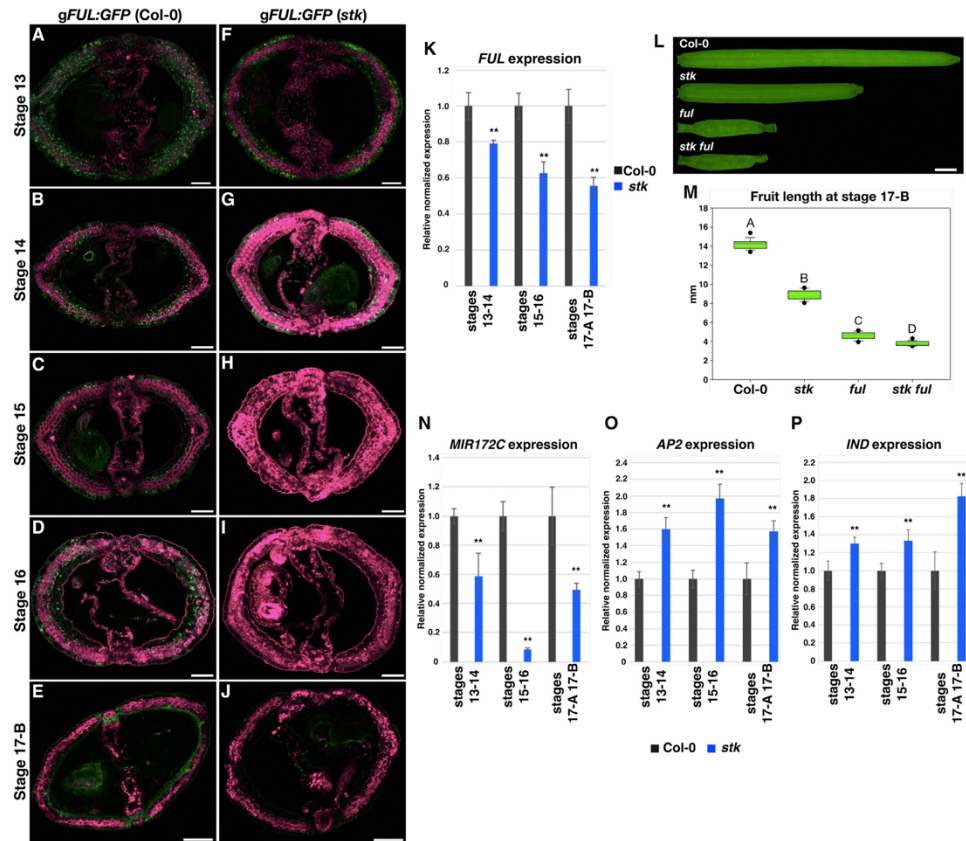 gFUL:GFP (Col-0)
gFUL:GFP (stk)
Stage 13
A
F
Stage 14
B
G
Stage 15
C
H
Stage 16
D
I
Stage 17-B
E
J
K
FUL expression
Relative normalized expression
1.2
1.0
0.8
0.6
0.4
0.2
0
**
**
**
Col-0
stk
stages 13-14
stages 15-16
stages 17-A 17-B
L
Col-0
stk
ful
stk ful
M
Fruit length at stage 17-B
mm
18
16
14
12
10
8
6
4
2
0
A
B
C
D
Col-0
stk
ful
stk ful
N
MIR172C expression
Relative normalized expression
1.4
1.2
1.0
0.8
0.6
0.4
0.2
0
**
**
**
stages 13-14
stages 15-16
stages 17-A 17-B
O
AP2 expression
Relative normalized expression
2.4
2.2
2.0
1.8
1.6
1.4
1.2
1.0
0.8
0.6
0.4
0.2
0
**
**
**
stages 13-14
stages 15-16
stages 17-A 17-B
P
IND expression
Relative normalized expression
2.2
2.0
1.8
1.6
1.4
1.2
1.0
0.8
0.6
0.4
0.2
0
**
**
**
stages 13-14
stages 15-16
stages 17-A 17-B
Col-0
stk